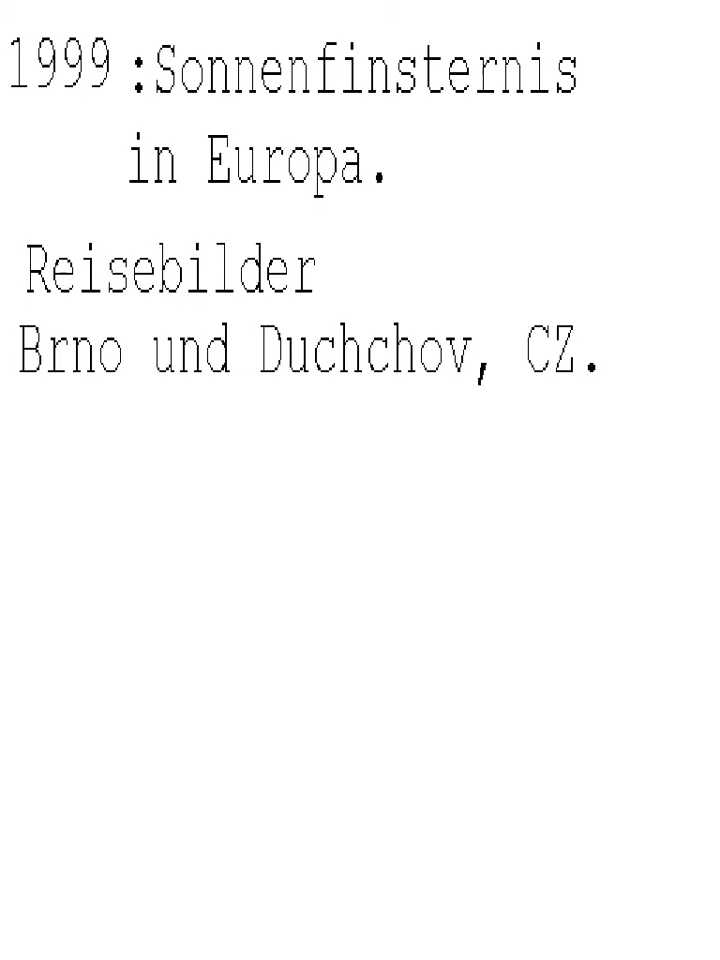 1999 :Sonnenfinsternis
in Europa.
Reisebilder
Brno und Duchchov, CZ.